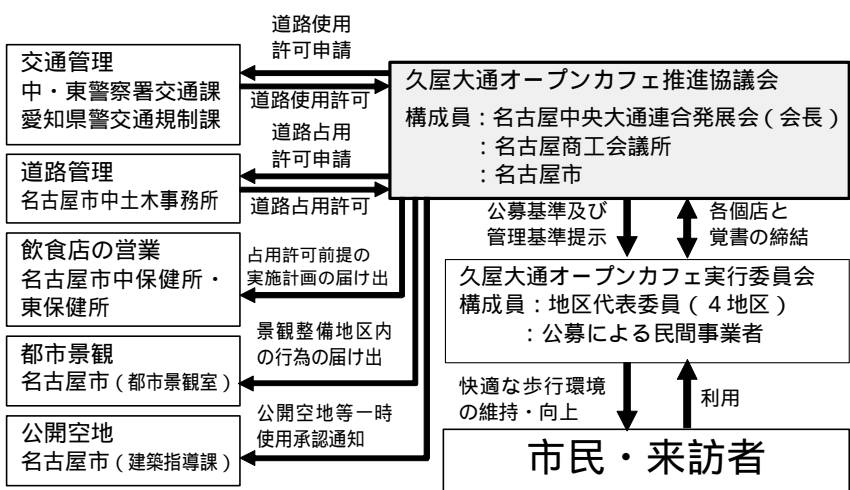 道路使用
許可申請
交通管理
中・東警察署交通課
愛知県警交通規制課
道路使用許可
道路占用
許可申請
道路管理
名古屋市中土木事務所
道路占用許可
飲食店の営業
名古屋市中保健所・
東保健所
占用許可前提の
実施計画の届け出
都市景観
名古屋市（都市景観室）
景観整備地区内
の行為の届け出
公開空地
名古屋市（建築指導課）
公開空地等一時
使用承認通知
久屋大通オープンカフェ推進協議会
構成員：名古屋中央大通連合発展会（会長）
：名古屋商工会議所
：名古屋市
公募基準及び
管理基準提示
各個店と
覚書の締結
久屋大通オープンカフェ実行委員会
構成員：地区代表委員（４地区）
：公募による民間事業者
快適な歩行環境
の維持・向上
利用
市民・来訪者